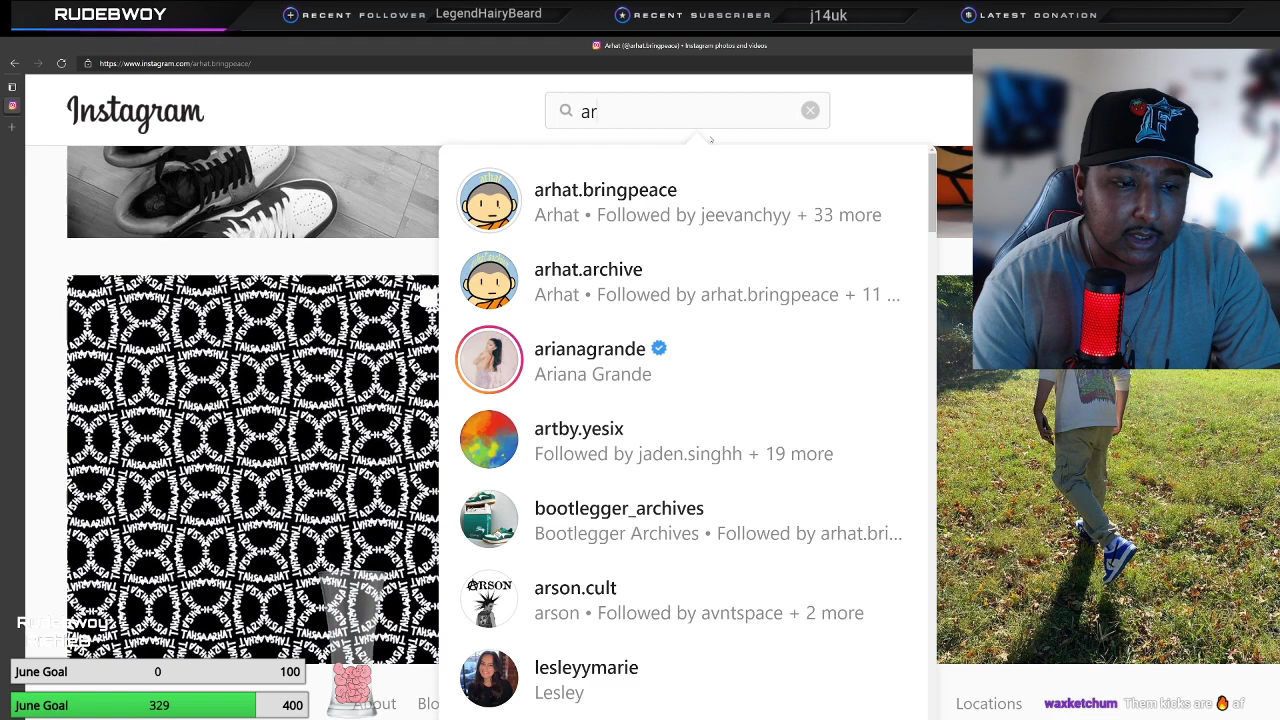 RUDEBWOY
RECENT FOLLOWER LegendHairyBeard
RECENT SUBSCRIBER j14uk
LATEST DONATION
Arhat (@arhat.bringpeace) • Instagram photos and videos
https://www.instagram.com/arhat.bringpeace/
Instagram
ar
arhat.bringpeace
Arhat • Followed by jeevanchyy + 33 more
arhat.archive
Arhat • Followed by arhat.bringpeace + 11 ...
arianagrande
Ariana Grande
artby.yesix
Followed by jaden.singhh + 19 more
bootlegger_archives
Bootlegger Archives • Followed by arhat.bri...
ARSON
arson.cult
arson • Followed by avntspace + 2 more
lesleyymarie
Lesley
June Goal 0 100
June Goal 329 400
About Blo
Locations
waxketchum Them kicks are 🔥 af